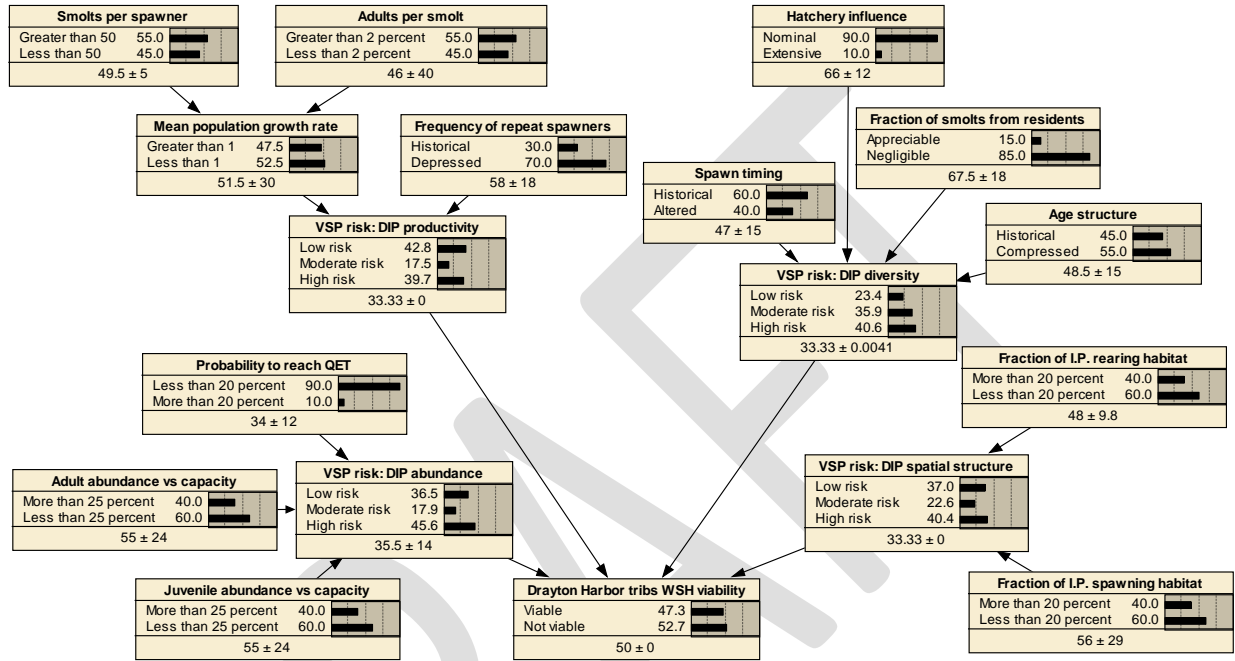 Smolts per spawner
Greater than 50 55.0
Less than 50 45.0
49.5 ± 5
Adults per smolt
Greater than 2 percent 55.0
Less than 2 percent 45.0
46 ± 40
Hatchery influence
Nominal 90.0
Extensive 10.0
66 ± 12
Mean population growth rate
Greater than 1 47.5
Less than 1 52.5
51.5 ± 30
Frequency of repeat spawners
Historical 30.0
Depressed 70.0
58 ± 18
Fraction of smolts from residents
Appreciable 15.0
Negligible 85.0
67.5 ± 18
Spawn timing
Historical 60.0
Altered 40.0
47 ± 15
Age structure
Historical 45.0
Compressed 55.0
48.5 ± 15
VSP risk: DIP productivity
Low risk 42.8
Moderate risk 17.5
High risk 39.7
33.33 ± 0
VSP risk: DIP diversity
Low risk 23.4
Moderate risk 35.9
High risk 40.6
33.33 ± 0.0041
Probability to reach QET
Less than 20 percent 90.0
More than 20 percent 10.0
34 ± 12
Fraction of I.P. rearing habitat
More than 20 percent 40.0
Less than 20 percent 60.0
48 ± 9.8
Adult abundance vs capacity
More than 25 percent 40.0
Less than 25 percent 60.0
55 ± 24
VSP risk: DIP abundance
Low risk 36.5
Moderate risk 17.9
High risk 45.6
35.5 ± 14
VSP risk: DIP spatial structure
Low risk 37.0
Moderate risk 22.6
High risk 40.4
33.33 ± 0
Juvenile abundance vs capacity
More than 25 percent 40.0
Less than 25 percent 60.0
55 ± 24
Drayton Harbor tribs WSH viability
Viable 47.3
Not viable 52.7
50 ± 0
Fraction of I.P. spawning habitat
More than 20 percent 40.0
Less than 20 percent 60.0
56 ± 29
DRAFT